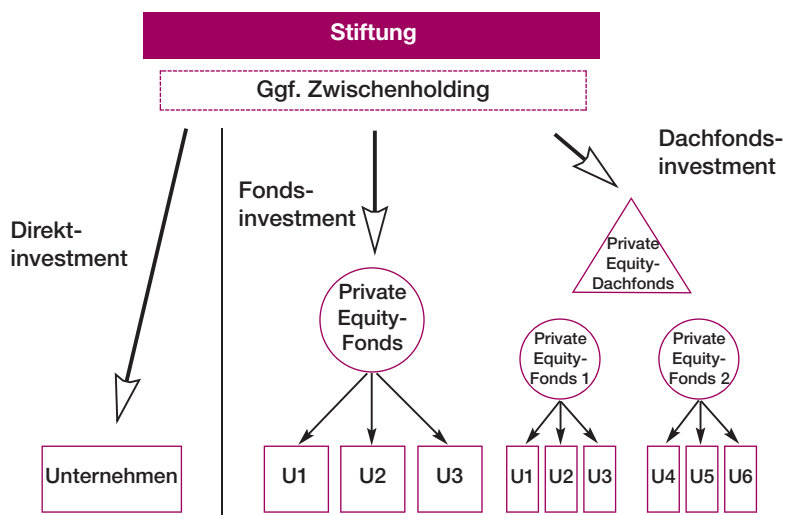 Stiftung
Ggf. Zwischenholding
Direkt-
investment
Fonds-
investment
Dachfonds-
investment
Private
Equity-
Dachfonds
Private
Equity-
Fonds
Private
Equity-
Fonds 1
Private
Equity-
Fonds 2
Unternehmen
U1
U2
U3
U1
U2
U3
U4
U5
U6